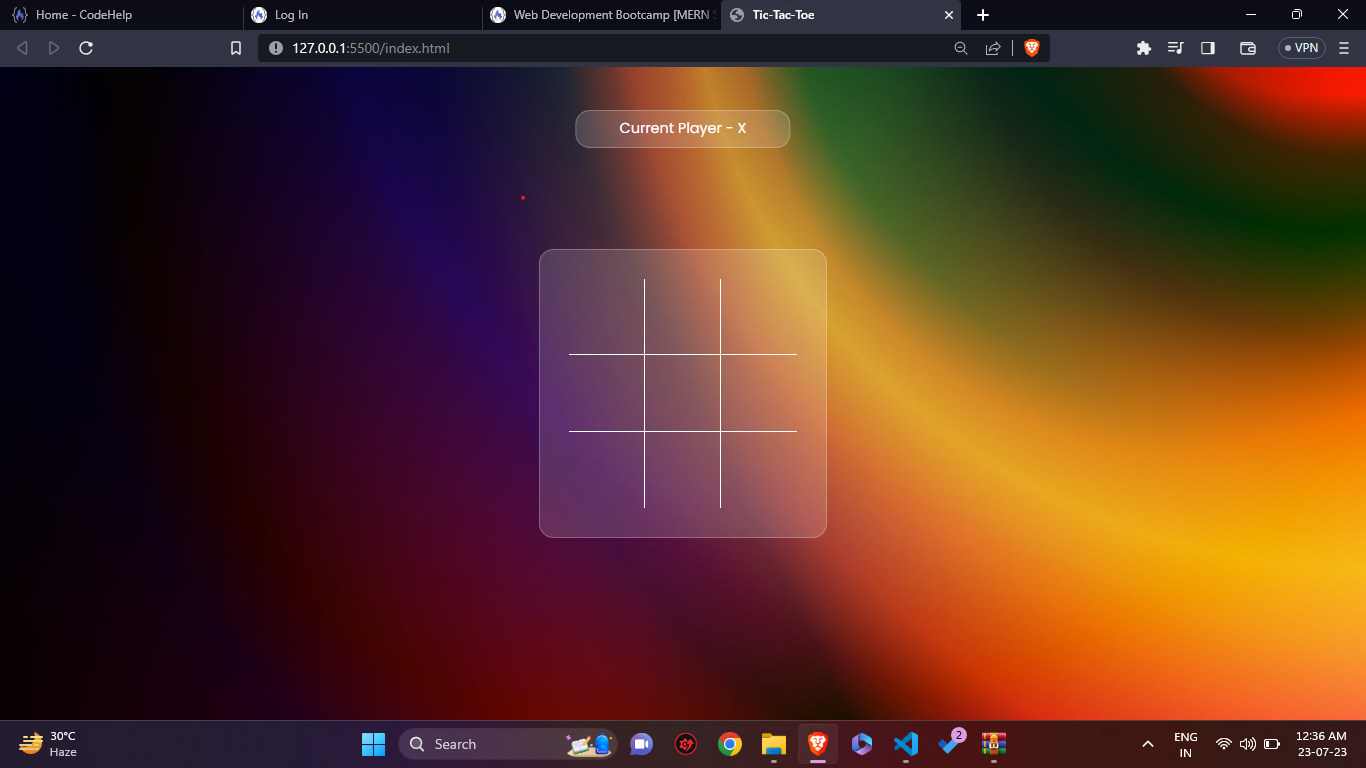 Home - CodeHelp
Log In
Web Development Bootcamp [MERN
Tic-Tac-Toe
127.0.0.1:5500/index.html
VPN
Current Player - X
30°C
Haze
Search
2
ENG
IN
12:36 AM
23-07-23